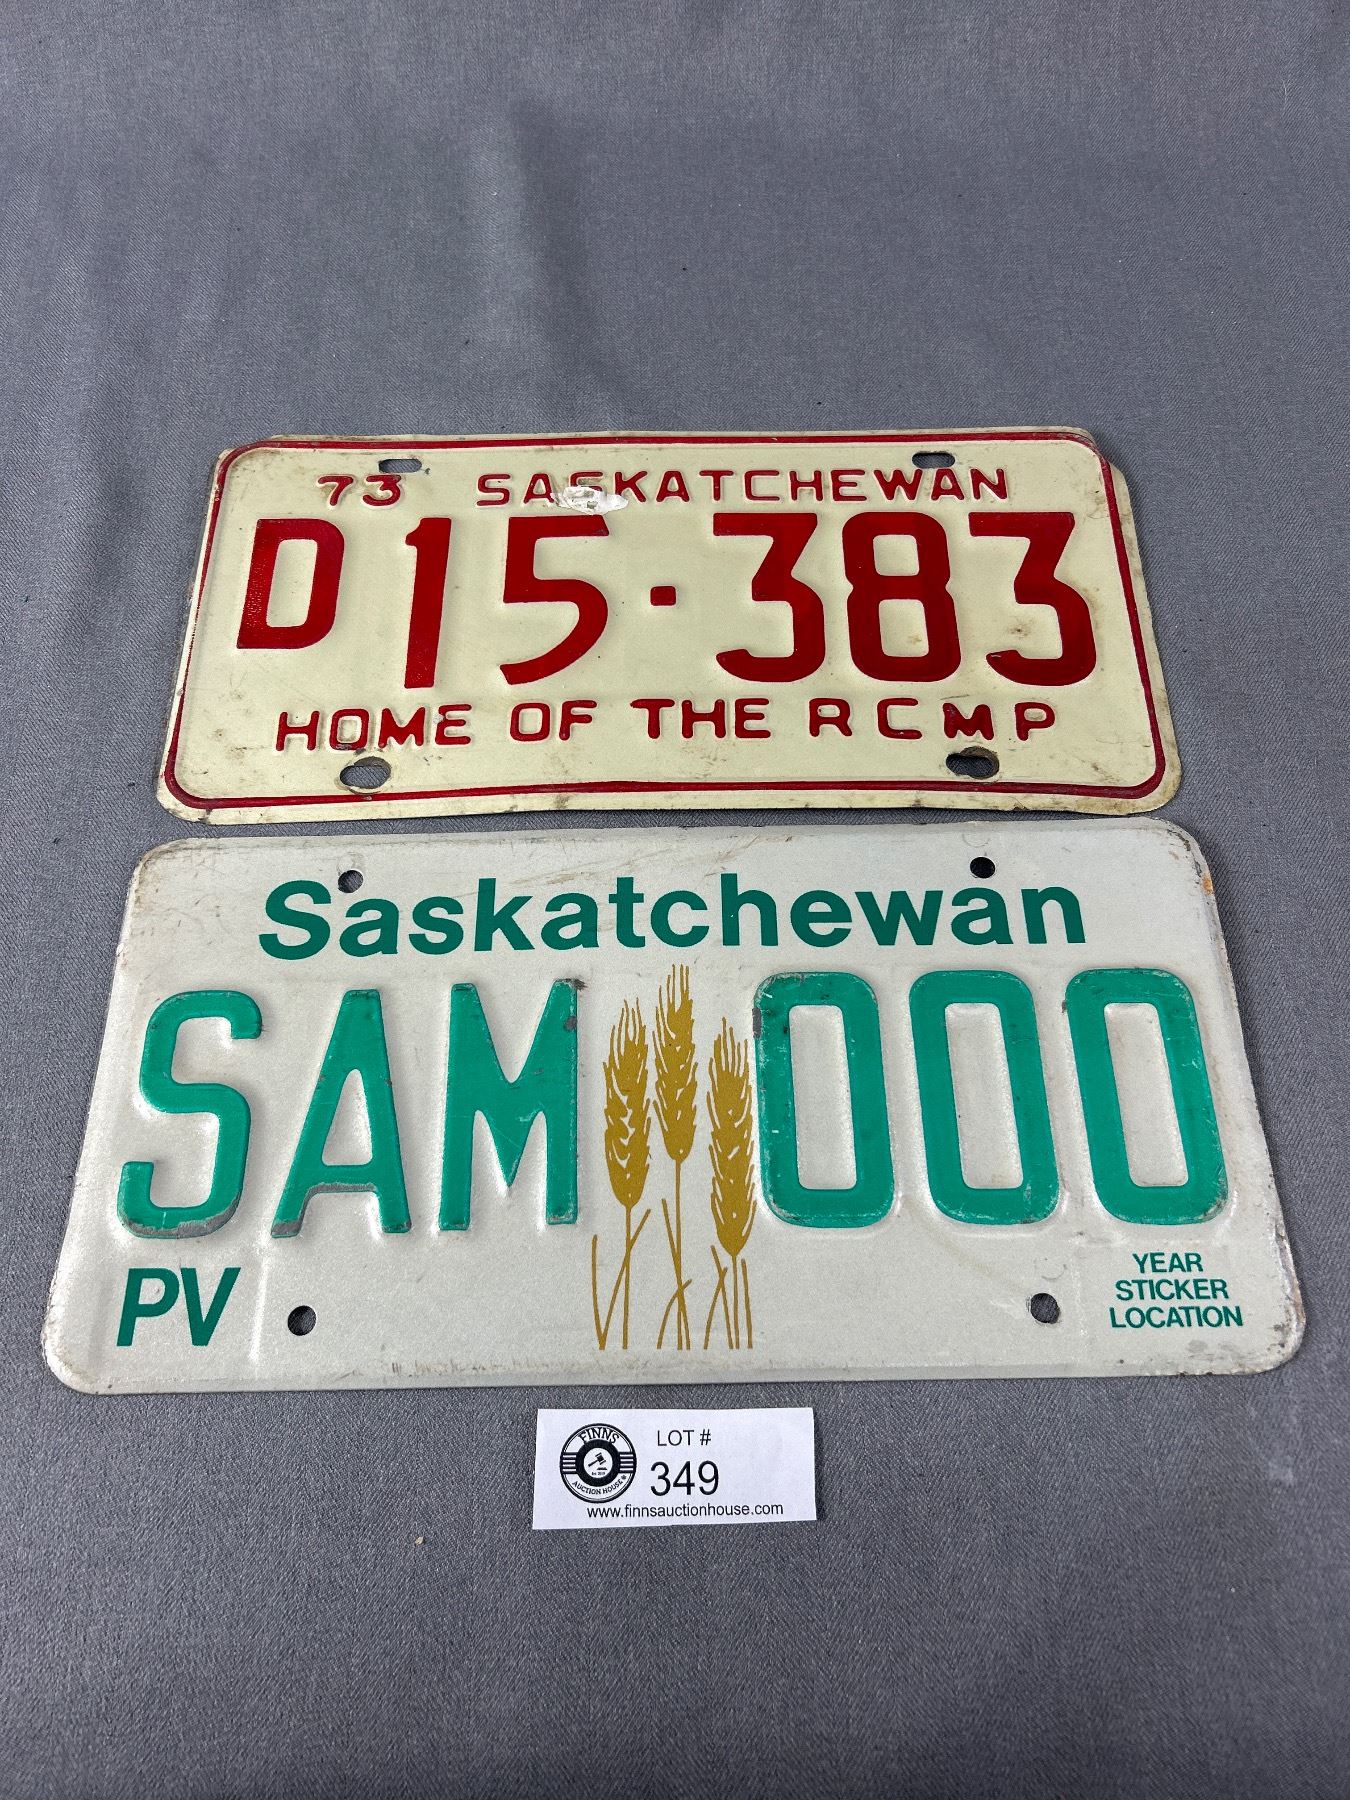 73 SASKATCHEWAN
D15-383
HOME OF THE RCMP
Saskatchewan
SAM 000
PV
YEAR
STICKER
LOCATION
FINNS
AUCTION HOUSE
LOT #
349
www.finnsauctionhouse.com